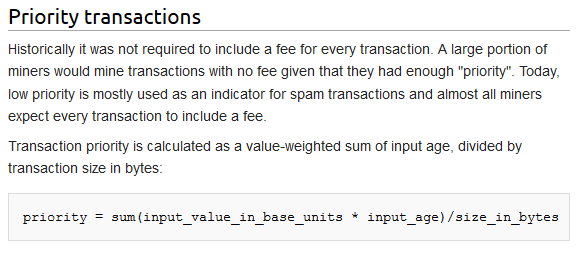 Priority transactions
Historically it was not required to include a fee for every transaction. A large portion of
miners would mine transactions with no fee given that they had enough "priority". Today,
low priority is mostly used as an indicator for spam transactions and almost all miners
expect every transaction to include a fee.
Transaction priority is calculated as a value-weighted sum of input age, divided by
transaction size in bytes:
priority = sum(input_value_in_base_units * input_age)/size_in_bytes